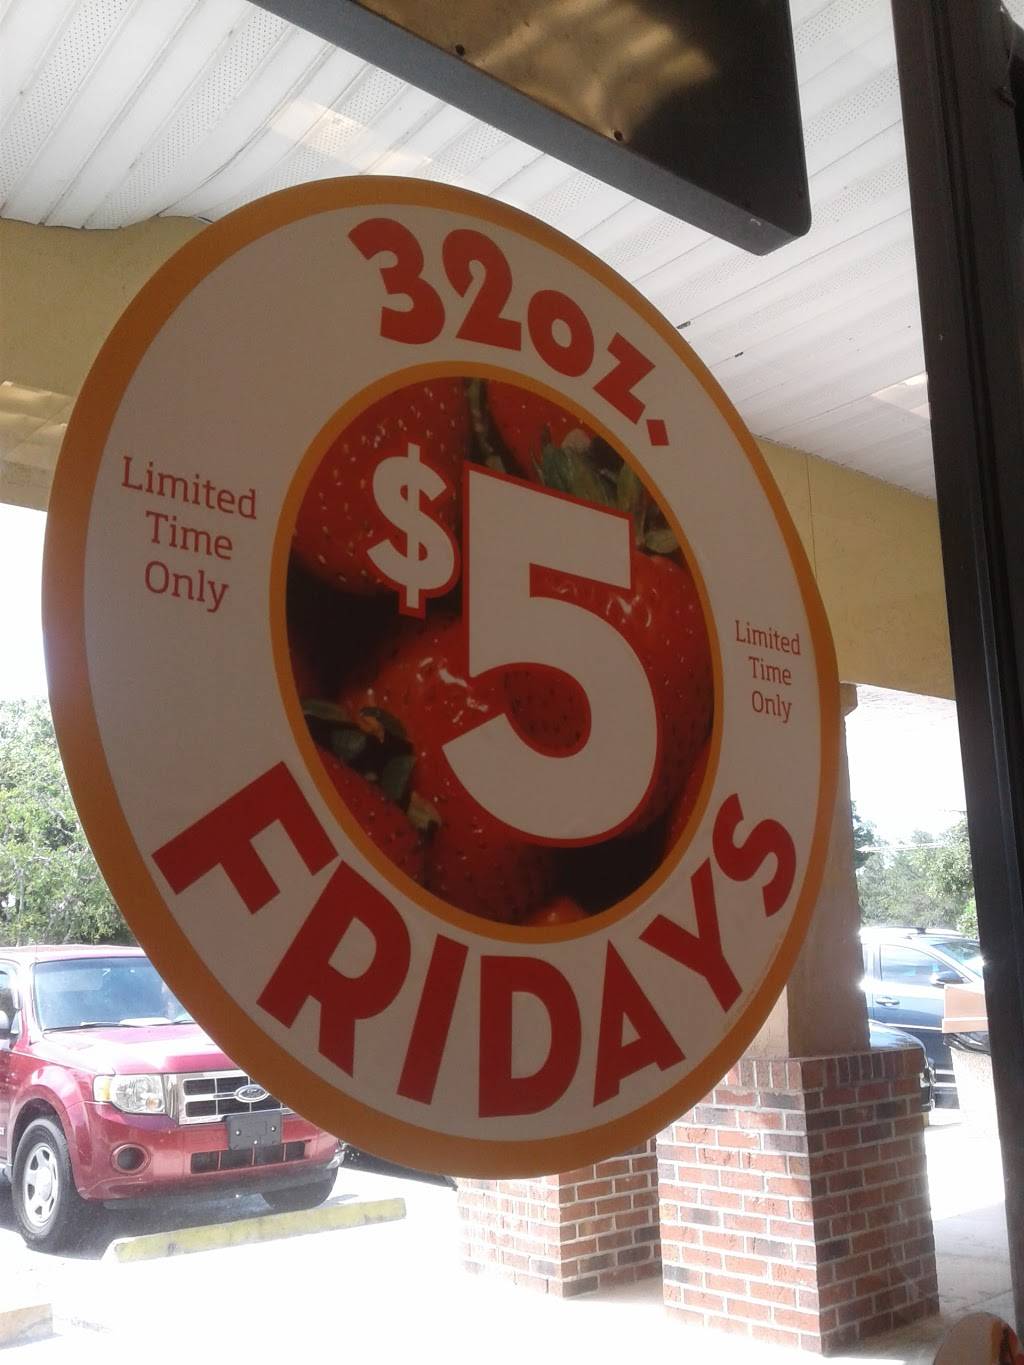 32oz.
$5
Limited
Time
Only
Limited
Time
Only
FRIDAYS